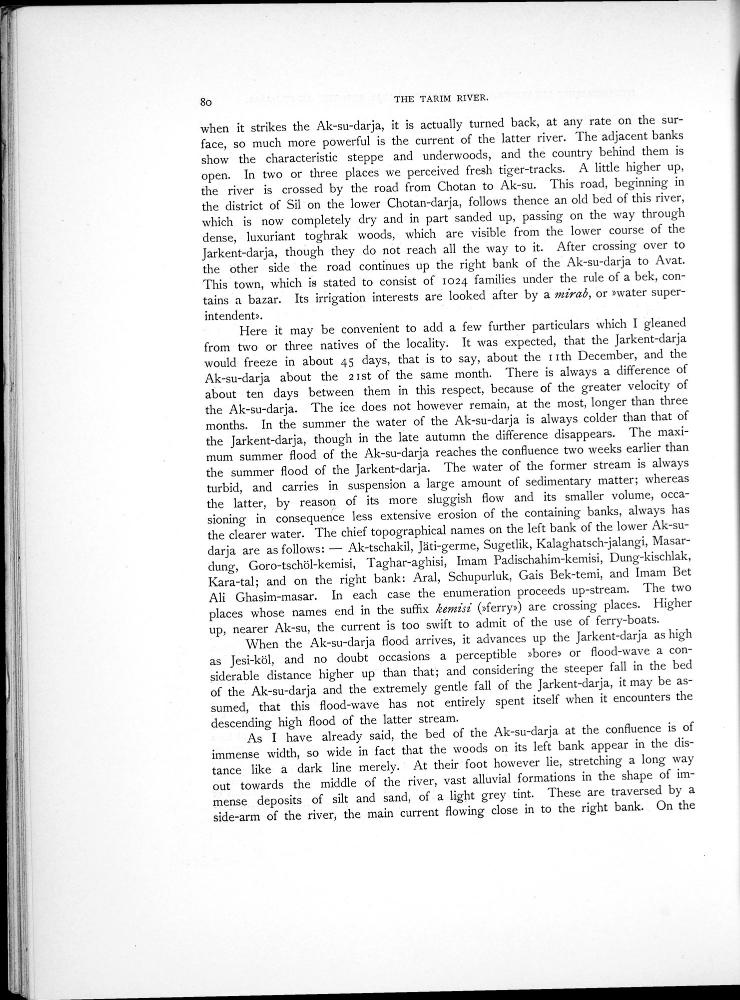 80
THE TARIM RIVER.
when it strikes the Ak-su-darja, it is actually turned back, at any rate on the sur-
face, so much more powerful is the current of the latter river. The adjacent banks
show the characteristic steppe and underwoods, and the country behind them is
open. In two or three places we perceived fresh tiger-tracks. A little higher up,
the river is crossed by the road from Chotan to Ak-su. This road, beginning in
the district of Sil on the lower Chotan-darja, follows thence an old bed of this river,
which is now completely dry and in part sanded up, passing on the way through
dense, luxuriant toghrak woods, which are visible from the lower course of the
Jarkent-darja, though they do not reach all the way to it. After crossing over to
the other side the road continues up the right bank of the Ak-su-darja to Avat.
This town, which is stated to consist of 1024 families under the rule of a bek, con-
tains a bazar. Its irrigation interests are looked after by a mirab, or »water super-
intendent».
Here it may be convenient to add a few further particulars which I gleaned
from two or three natives of the locality. It was expected, that the Jarkent-darja
would freeze in about 45 days, that is to say, about the 11th December, and the
Ak-su-darja about the 21st of the same month. There is always a difference of
about ten days between them in this respect, because of the greater velocity of
the Ak-su-darja. The ice does not however remain, at the most, longer than three
months. In the summer the water of the Ak-su-darja is always colder than that of
the Jarkent-darja, though in the late autumn the difference disappears. The maxi-
mum summer flood of the Ak-su-darja reaches the confluence two weeks earlier than
the summer flood of the Jarkent-darja. The water of the former stream is always
turbid, and carries in suspension a large amount of sedimentary matter; whereas
the latter, by reason of its more sluggish flow and its smaller volume, occa-
sioning in consequence less extensive erosion of the containing banks, always has
the clearer water. The chief topographical names on the left bank of the lower Ak-su-
darja are as follows: — Ak-tschakil, Jäti-germe, Sugetlik, Kalaghatsch-jalangi, Masar-
dung, Goro-tschöl-kemisi, Taghar-aghisi, Imam Padischahim-kemisi, Dung-kischlak,
Kara-tal; and on the right bank: Aral, Schupurluk, Gais Bek-temi, and Imam Bet
Ali Ghasim-masar. In each case the enumeration proceeds up-stream. The two
places whose names end in the suffix kemisi (»ferry») are crossing places. Higher
up, nearer Ak-su, the current is too swift to admit of the use of ferry-boats.
When the Ak-su-darja flood arrives, it advances up the Jarkent-darja as high
as Jesi-köl, and no doubt occasions a perceptible »bore» or flood-wave a con-
siderable distance higher up than that; and considering the steeper fall in the bed
of the Ak-su-darja and the extremely gentle fall of the Jarkent-darja, it may be as-
sumed, that this flood-wave has not entirely spent itself when it encounters the
descending high flood of the latter stream.
As I have already said, the bed of the Ak-su-darja at the confluence is of
immense width, so wide in fact that the woods on its left bank appear in the dis-
tance like a dark line merely. At their foot however lie, stretching a long way
out towards the middle of the river, vast alluvial formations in the shape of im-
mense deposits of silt and sand, of a light grey tint. These are traversed by a
side-arm of the river, the main current flowing close in to the right bank. On the